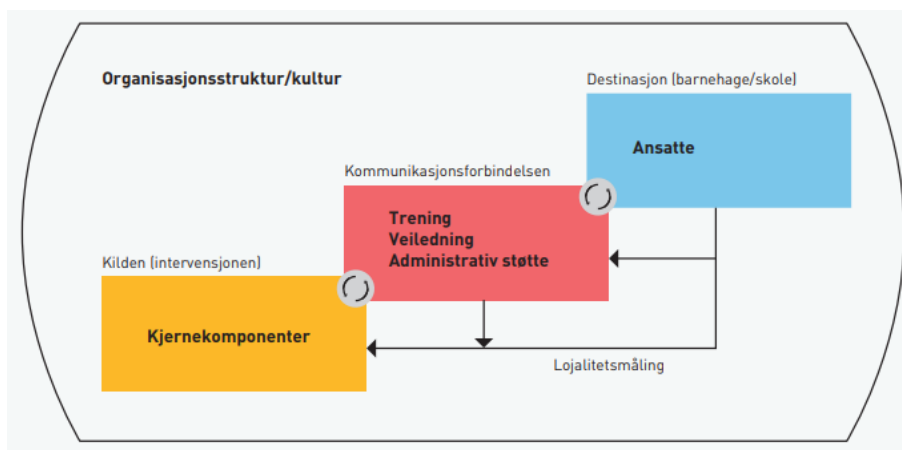 Organisasjonsstruktur/kultur
Destinasjon (barnehage/skole)
Ansatte
Kommunikasjonsforbindelsen
Trening
Veiledning
Administrativ støtte
Kilden (intervensjonen)
Kjernekomponenter
Lojalitetsmåling